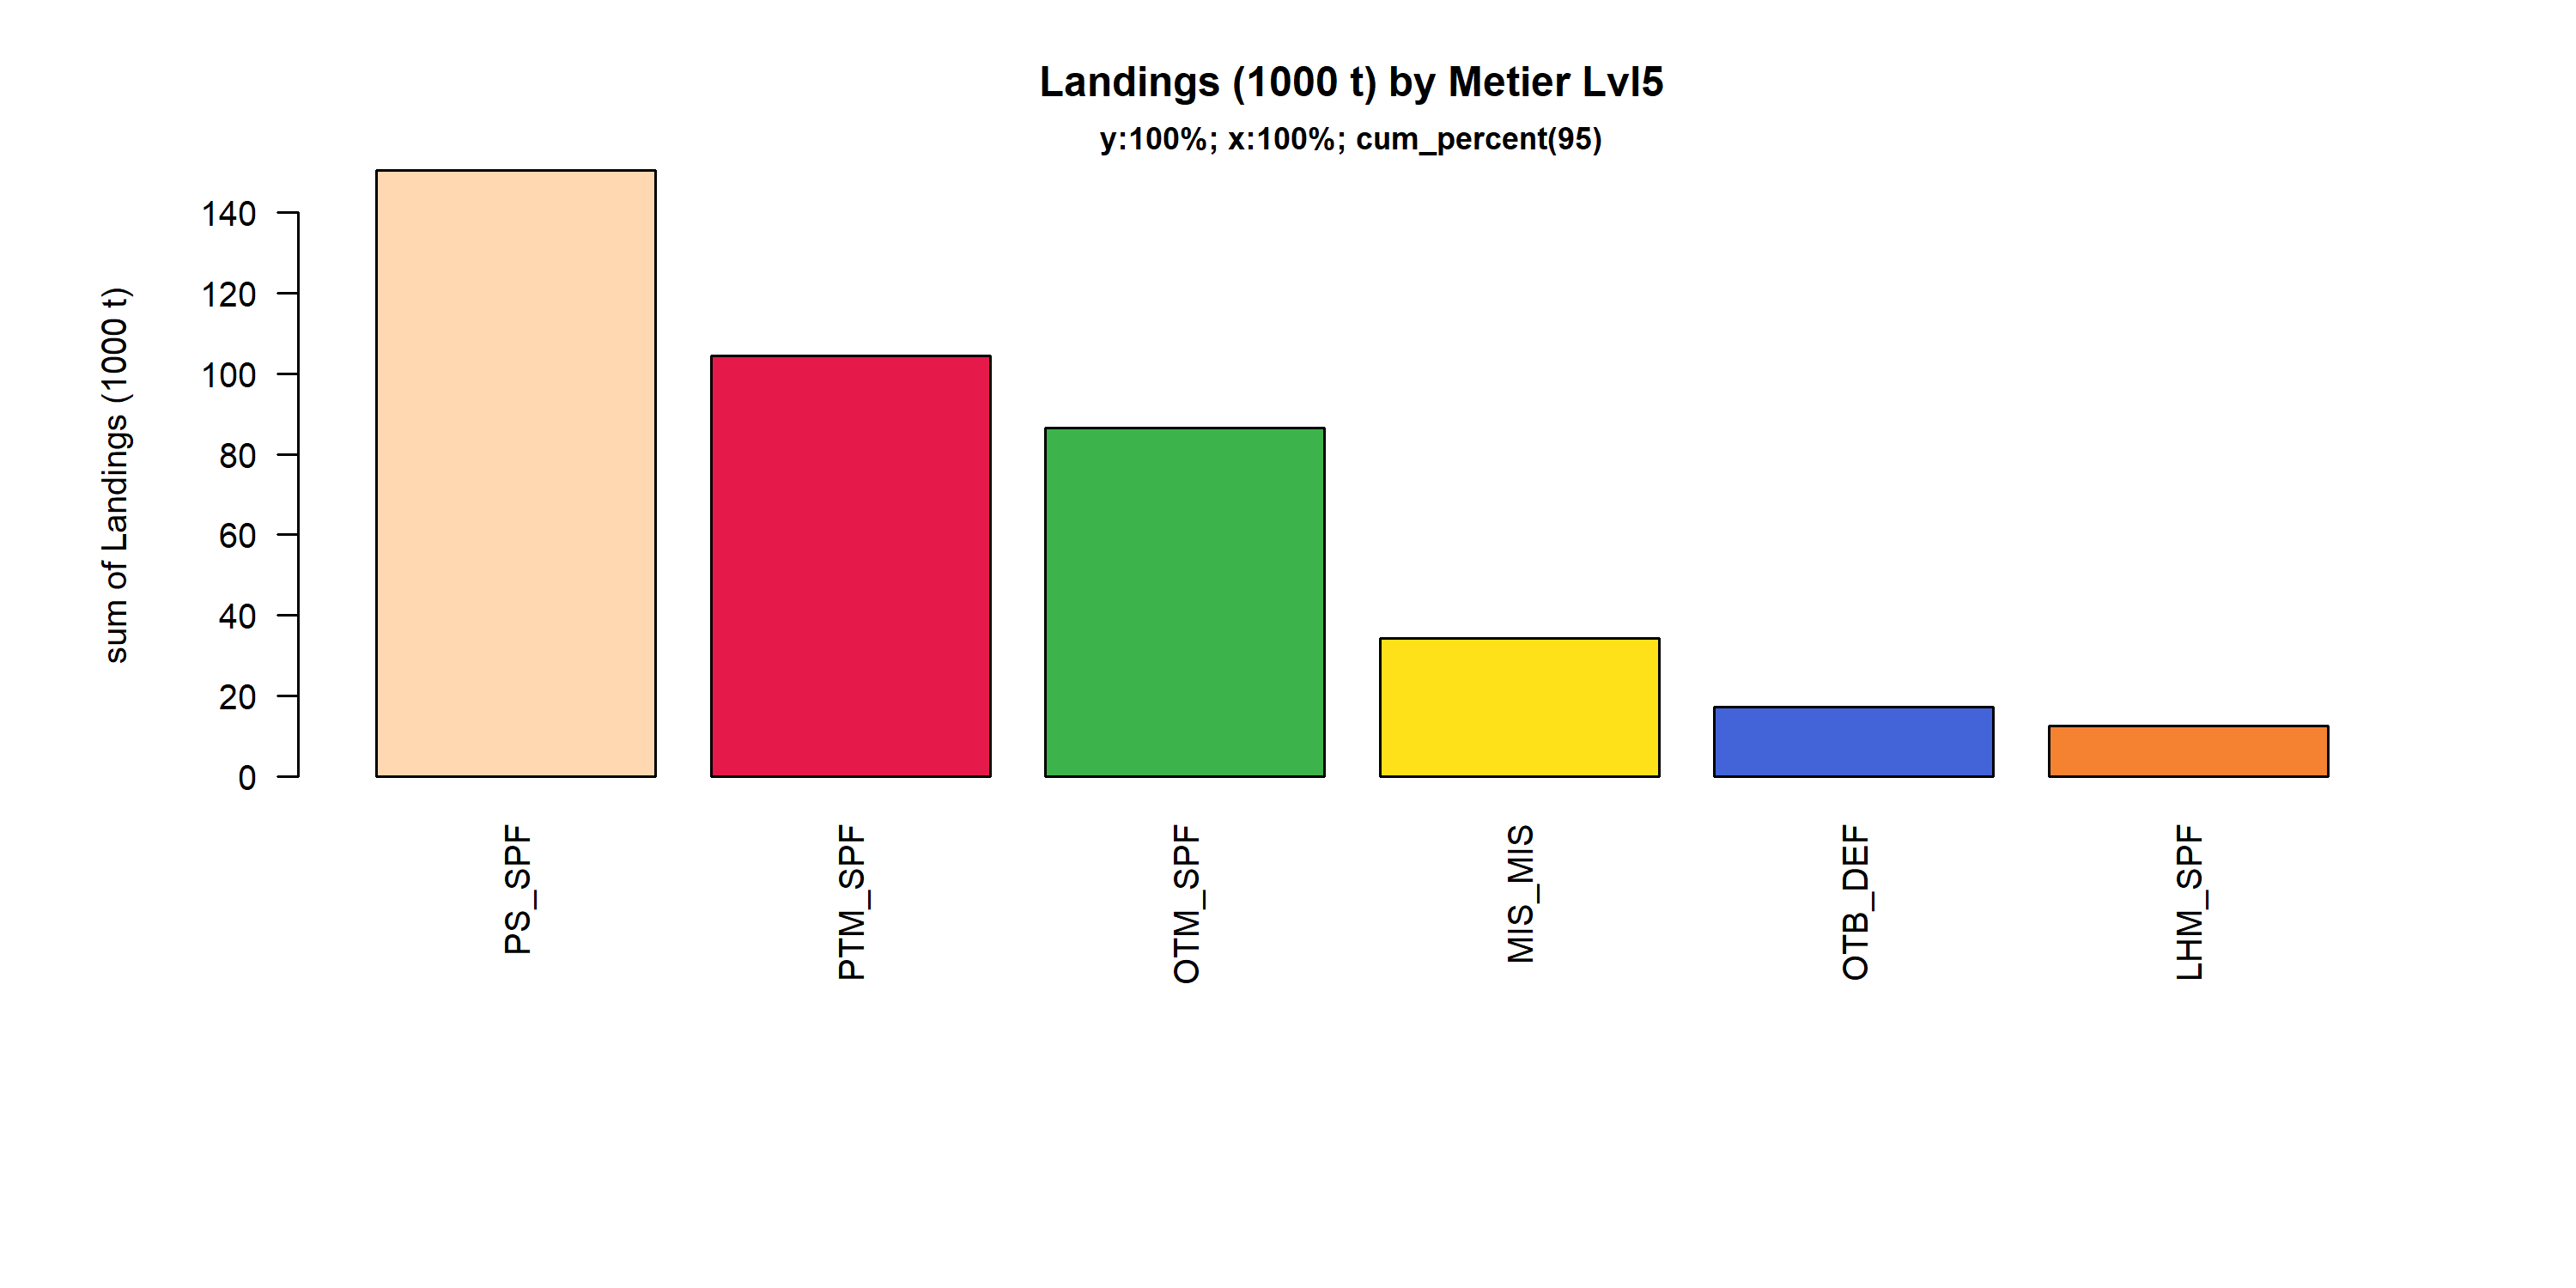 Landings (1000 t) by Metier Lvl5
y:100%; x:100%; cum_percent(95)
sum of Landings (1000 t)
140
120
100
80
60
40
20
0
PS_SPF
PTM_SPF
OTM_SPF
MIS_MIS
OTB_DEF
LHM_SPF